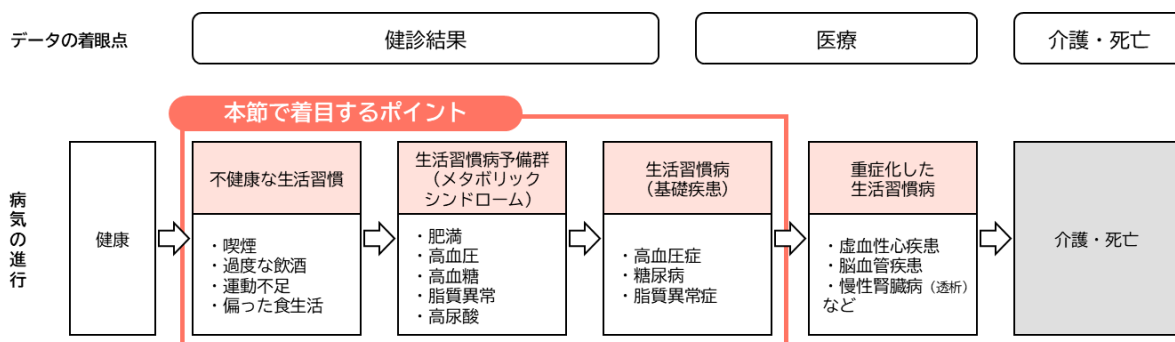 データの着眼点
健診結果
医療
介護・死亡
本節で着目するポイント
病気の進行
健康
不健康な生活習慣
・喫煙
・過度な飲酒
・運動不足
・偏った食生活
生活習慣病予備群
（メタボリック
シンドローム）
・肥満
・高血圧
・高血糖
・脂質異常
・高尿酸
生活習慣病
（基礎疾患）
・高血圧症
・糖尿病
・脂質異常症
重症化した
生活習慣病
・虚血性心疾患
・脳血管疾患
・慢性腎臓病（透析）
など
介護・死亡